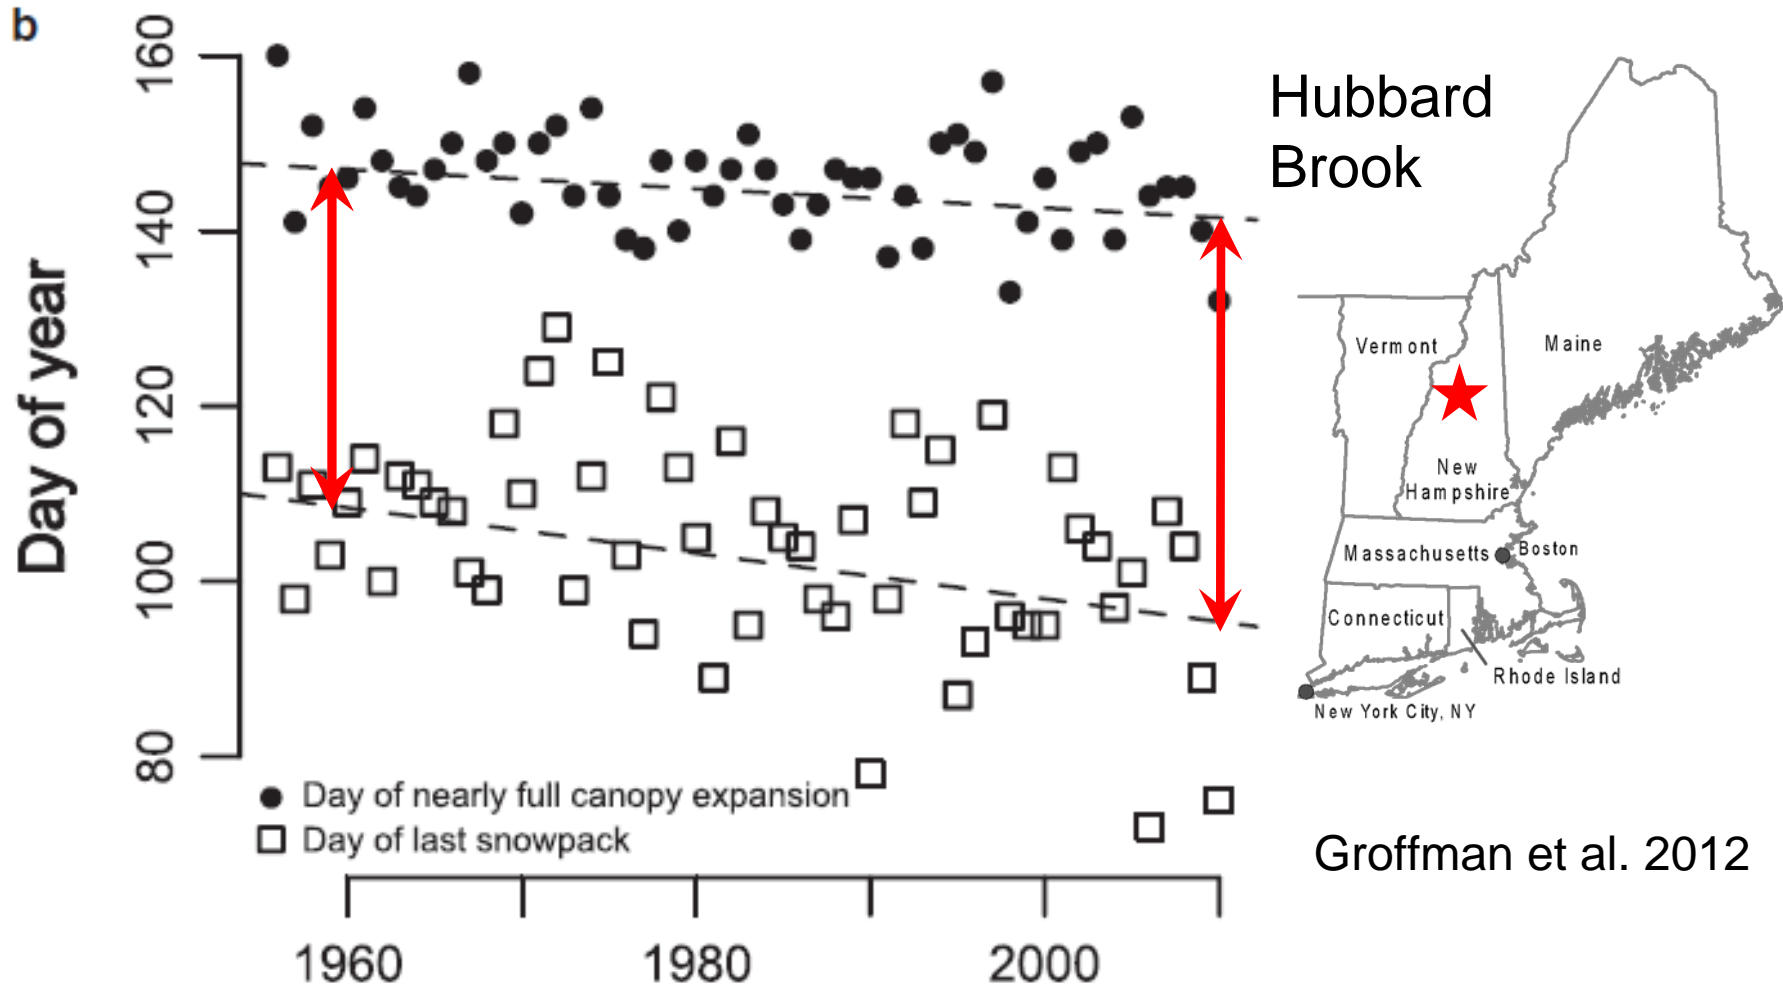 b
Day of year
160
140
120
100
80
Day of nearly full canopy expansion
Day of last snowpack
1960
1980
2000
Hubbard
Brook
Vermont
Maine
New
Hampshire
Massachusetts
Boston
Connecticut
Rhode Island
New York City, NY
Groffman et al. 2012